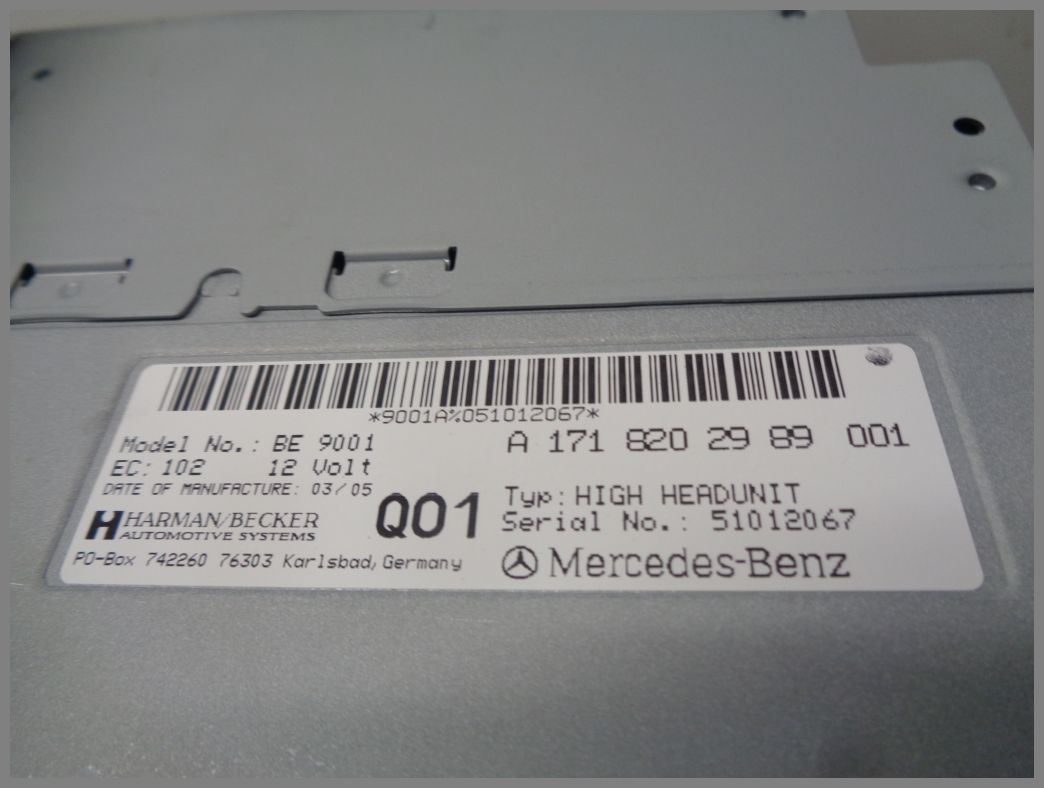 *9001A%051012067*
Model No.: BE 9001
A 171 820 29 89 001
EC: 102 12 Volt
DATE OF MANUFACTURE: 03/05
Q01
Typ: HIGH HEADUNIT
HARMAN/BECKER
AUTOMOTIVE SYSTEMS
Serial No.: 51012067
PO-Box 742260 76303 Karlsbad, Germany
Mercedes-Benz